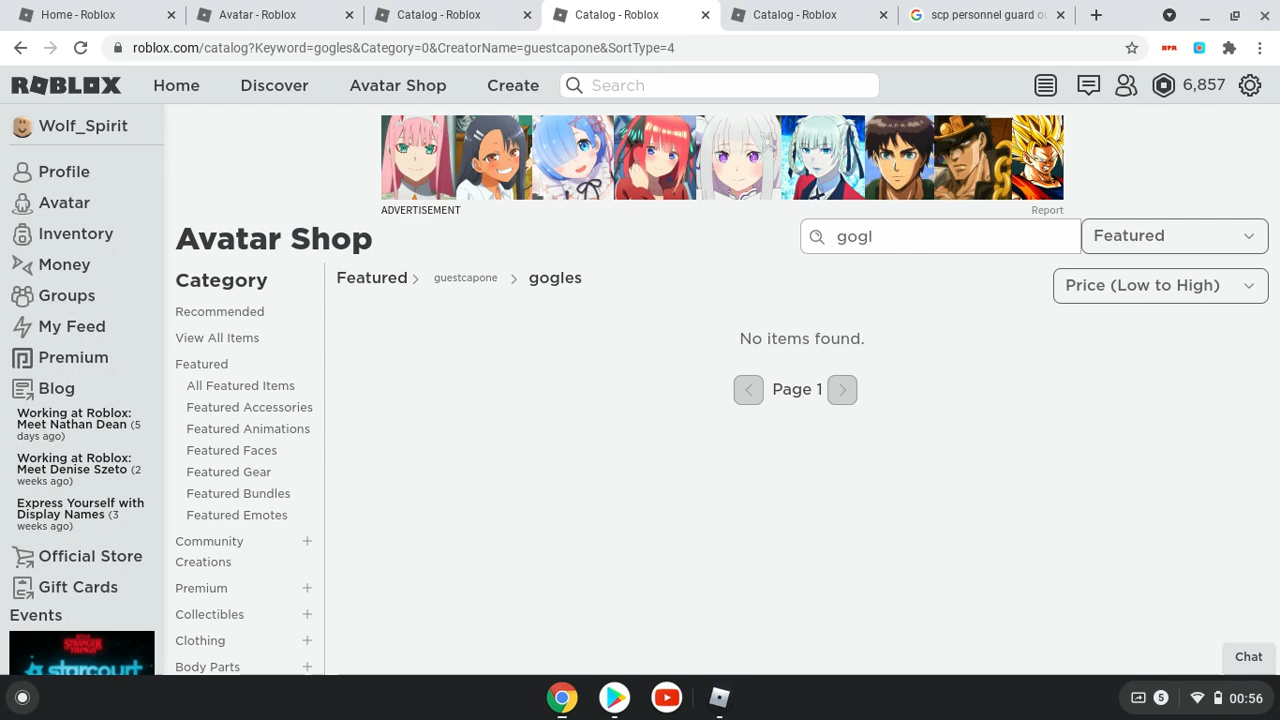 Home - Roblox
Avatar - Roblox
Catalog - Roblox
Catalog - Roblox
Catalog - Roblox
scp personnel guard ou
roblox.com/catalog?Keyword=gogles&Category=0&CreatorName=guestcapone&SortType=4
ROBLOX
Home
Discover
Avatar Shop
Create
Search
6,857
Wolf_Spirit
Profile
Avatar
Inventory
Money
Groups
My Feed
Premium
Blog
Working at Roblox:
Meet Nathan Dean (5
days ago)
Working at Roblox:
Meet Denise Szeto (2
weeks ago)
Express Yourself with
Display Names (3
weeks ago)
Official Store
Gift Cards
Events
STRANGER
THINGS
starcourt
ADVERTISEMENT
Report
Avatar Shop
gogl
Featured
Category
Featured
guestcapone
gogles
Price (Low to High)
Recommended
View All Items
Featured
All Featured Items
Featured Accessories
Featured Animations
Featured Faces
Featured Gear
Featured Bundles
Featured Emotes
Community
Creations
Premium
Collectibles
Clothing
Body Parts
No items found.
Page 1
Chat
5
00:56